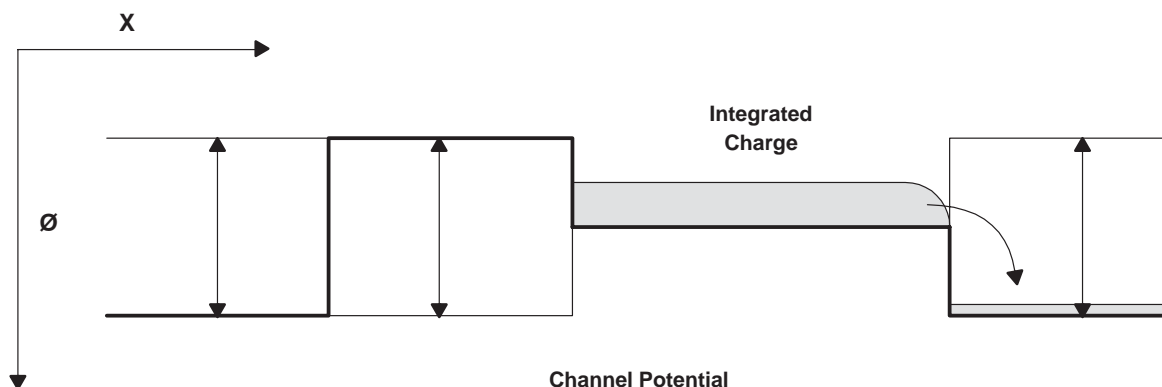 X
Integrated
Charge
Ø
Channel Potential